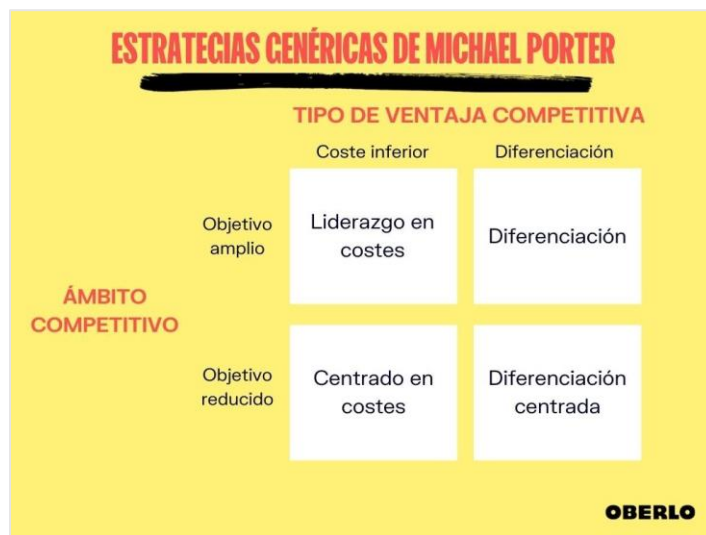 ESTRATEGIAS GENÉRICAS DE MICHAEL PORTER
TIPO DE VENTAJA COMPETITIVA
Coste inferior
Diferenciación
Objetivo
amplio
Liderazgo en
costes
Diferenciación
ÁMBITO
COMPETITIVO
Objetivo
reducido
Centrado en
costes
Diferenciación
centrada
OBERLO